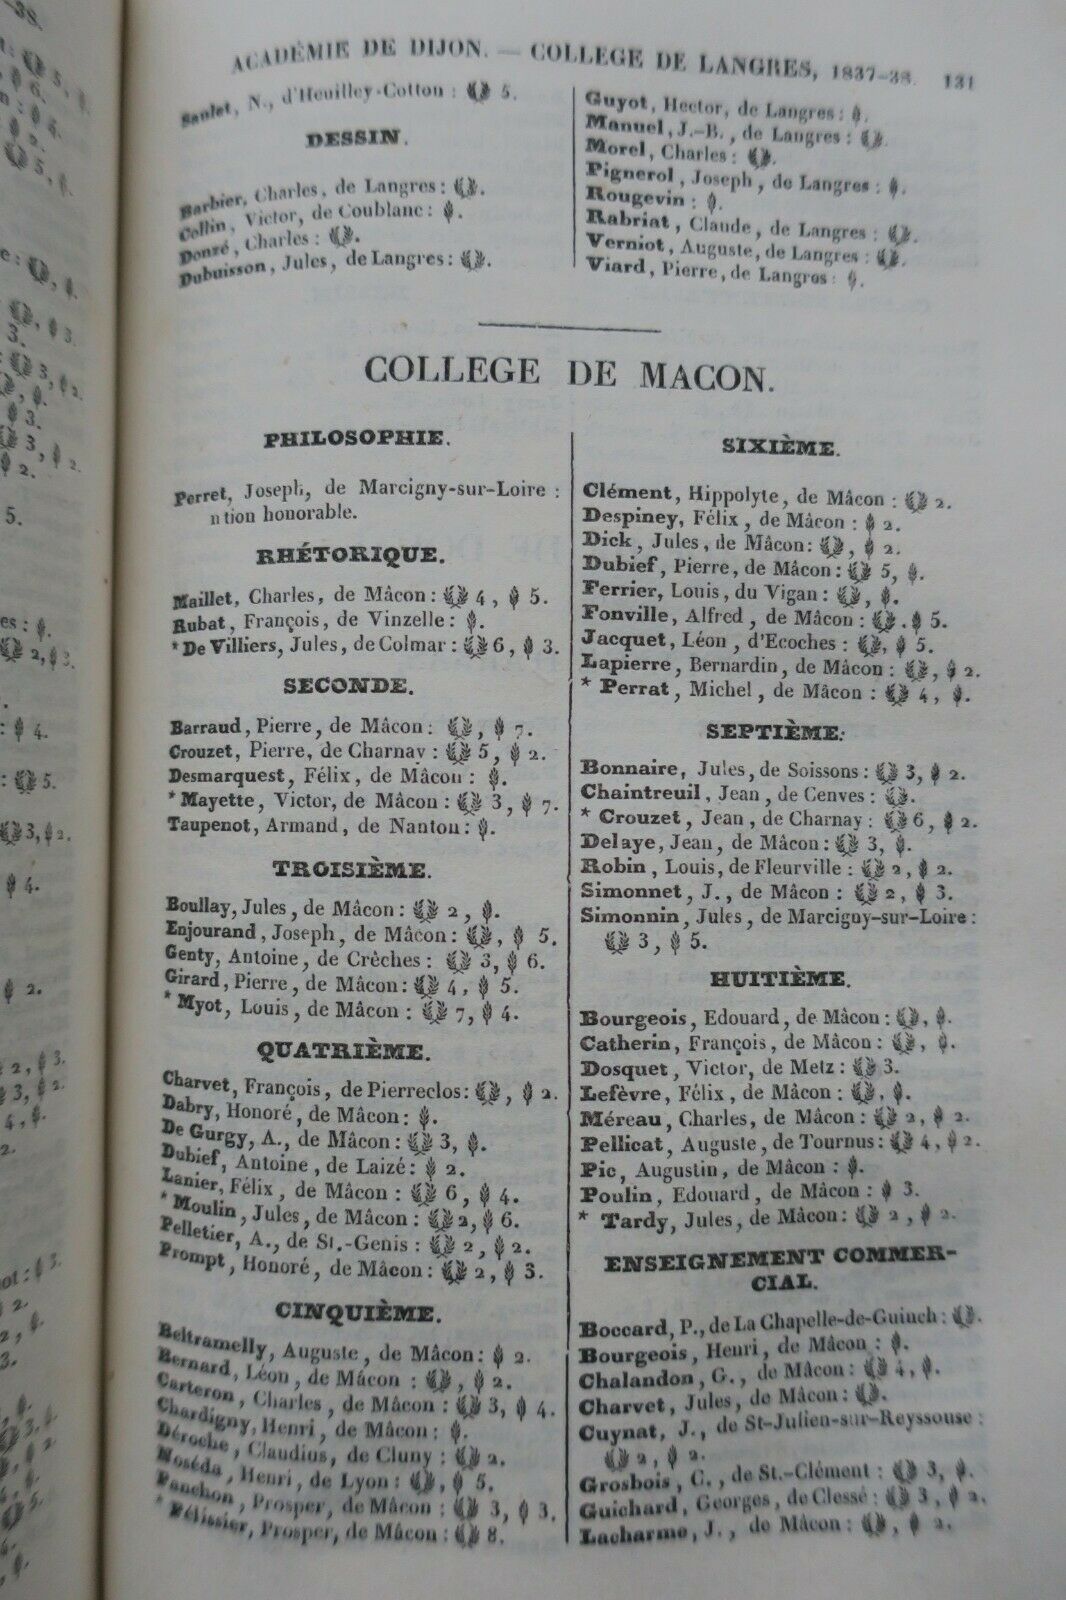 ACADÉMIE DE DIJON. — COLLEGE DE LANGRES, 1837-38. 131
Saulet, N., d'Heuilley-Cotton : 5.
DESSIN.
Barbier, Charles, de Langres :
Collin, Victor, de Coublanc :
Donzé, Charles :
Dubuisson, Jules, de Langres :
Guyot, Hector, de Langres :
Manuel, J.-B., de Langres :
Morel, Charles :
Pignerol, Joseph, de Langres :
Rougevin :
Rabriat, Claude, de Langres :
Verniot, Auguste, de Langres :
Viard, Pierre, de Langres :
COLLEGE DE MACON.
PHILOSOPHIE.
Perret, Joseph, de Marcigny-sur-Loire :
ntion honorable.
RHÉTORIQUE.
Maillet, Charles, de Mâcon : 4, 5.
Rubat, François, de Vinzelle :
* De Villiers, Jules, de Colmar : 6, 3.
SECONDE.
Barraud, Pierre, de Mâcon : , 7.
Crouzet, Pierre, de Charnay : 5, 2.
Desmarquest, Félix, de Mâcon :
* Mayette, Victor, de Mâcon : 3, 7.
Taupenot, Armand, de Nanton :
TROISIÈME.
Boullay, Jules, de Mâcon : 2, .
Enjourand, Joseph, de Mâcon : , 5.
Genty, Antoine, de Crèches : 3, 6.
Girard, Pierre, de Mâcon : 4, 5.
* Myot, Louis, de Mâcon : 7, 4.
QUATRIÈME.
Charvet, François, de Pierreclos : , 2.
Dabry, Honoré, de Mâcon :
De Gurgy, A., de Mâcon : 3, .
Dubief, Antoine, de Laizé : 2.
Lanier, Félix, de Mâcon : 6, 4.
* Moulin, Jules, de Mâcon : 2, 6.
Pelletier, A., de St.-Genis : 2, 2.
Prompt, Honoré, de Mâcon : 2, 3.
CINQUIÈME.
Beltramelly, Auguste, de Mâcon : 2.
Bernard, Léon, de Mâcon : , 2.
Carteron, Charles, de Mâcon : 3, 4.
Chardigny, Henri, de Mâcon :
Déroche, Claudius, de Cluny : 2.
Noséda, Henri, de Lyon : , 5.
Panchon, Prosper, de Mâcon : 3, 3.
* Pélissier, Prosper, de Mâcon : 8.
SIXIÈME.
Clément, Hippolyte, de Mâcon : 2.
Despiney, Félix, de Mâcon : 2.
Dick, Jules, de Mâcon : , 2.
Dubief, Pierre, de Mâcon : 5, .
Ferrier, Louis, du Vigan : , .
Fonville, Alfred, de Mâcon : . 5.
Jacquet, Léon, d'Ecoches : , 5.
Lapierre, Bernardin, de Mâcon : , 2.
* Perrat, Michel, de Mâcon : 4, .
SEPTIÈME.
Bonnaire, Jules, de Soissons : 3, 2.
Chaintreuil, Jean, de Cenves :
* Crouzet, Jean, de Charnay : 6, 2.
Delaye, Jean, de Mâcon : 3, .
Robin, Louis, de Fleurville : 2, 2.
Simonnet, J., de Mâcon : 2, 3.
Simonnin, Jules, de Marcigny-sur-Loire :
3, 5.
HUITIÈME.
Bourgeois, Edouard, de Mâcon : , .
Catherin, François, de Mâcon : , .
Dosquet, Victor, de Metz : 3.
Lefèvre, Félix, de Mâcon : , .
Méreau, Charles, de Mâcon : 2, 2.
Pellicat, Auguste, de Tournus : 4, 2.
Pic, Augustin, de Mâcon :
Poulin, Edouard, de Mâcon : 3.
* Tardy, Jules, de Mâcon : 2, 2.
ENSEIGNEMENT COMMER-
CIAL.
Boccard, P., de La Chapelle-de-Guinch :
Bourgeois, Henri, de Mâcon :
Chalandon, G., de Mâcon : 4, .
Charvet, Jules, de Mâcon :
Cuynat, J., de St-Julien-sur-Reyssouse :
2, 2.
Grosbois, C., de St.-Clément : 3, .
Guichard, Georges, de Clessé : 3, 2.
Lacharme, J., de Mâcon : , 2.